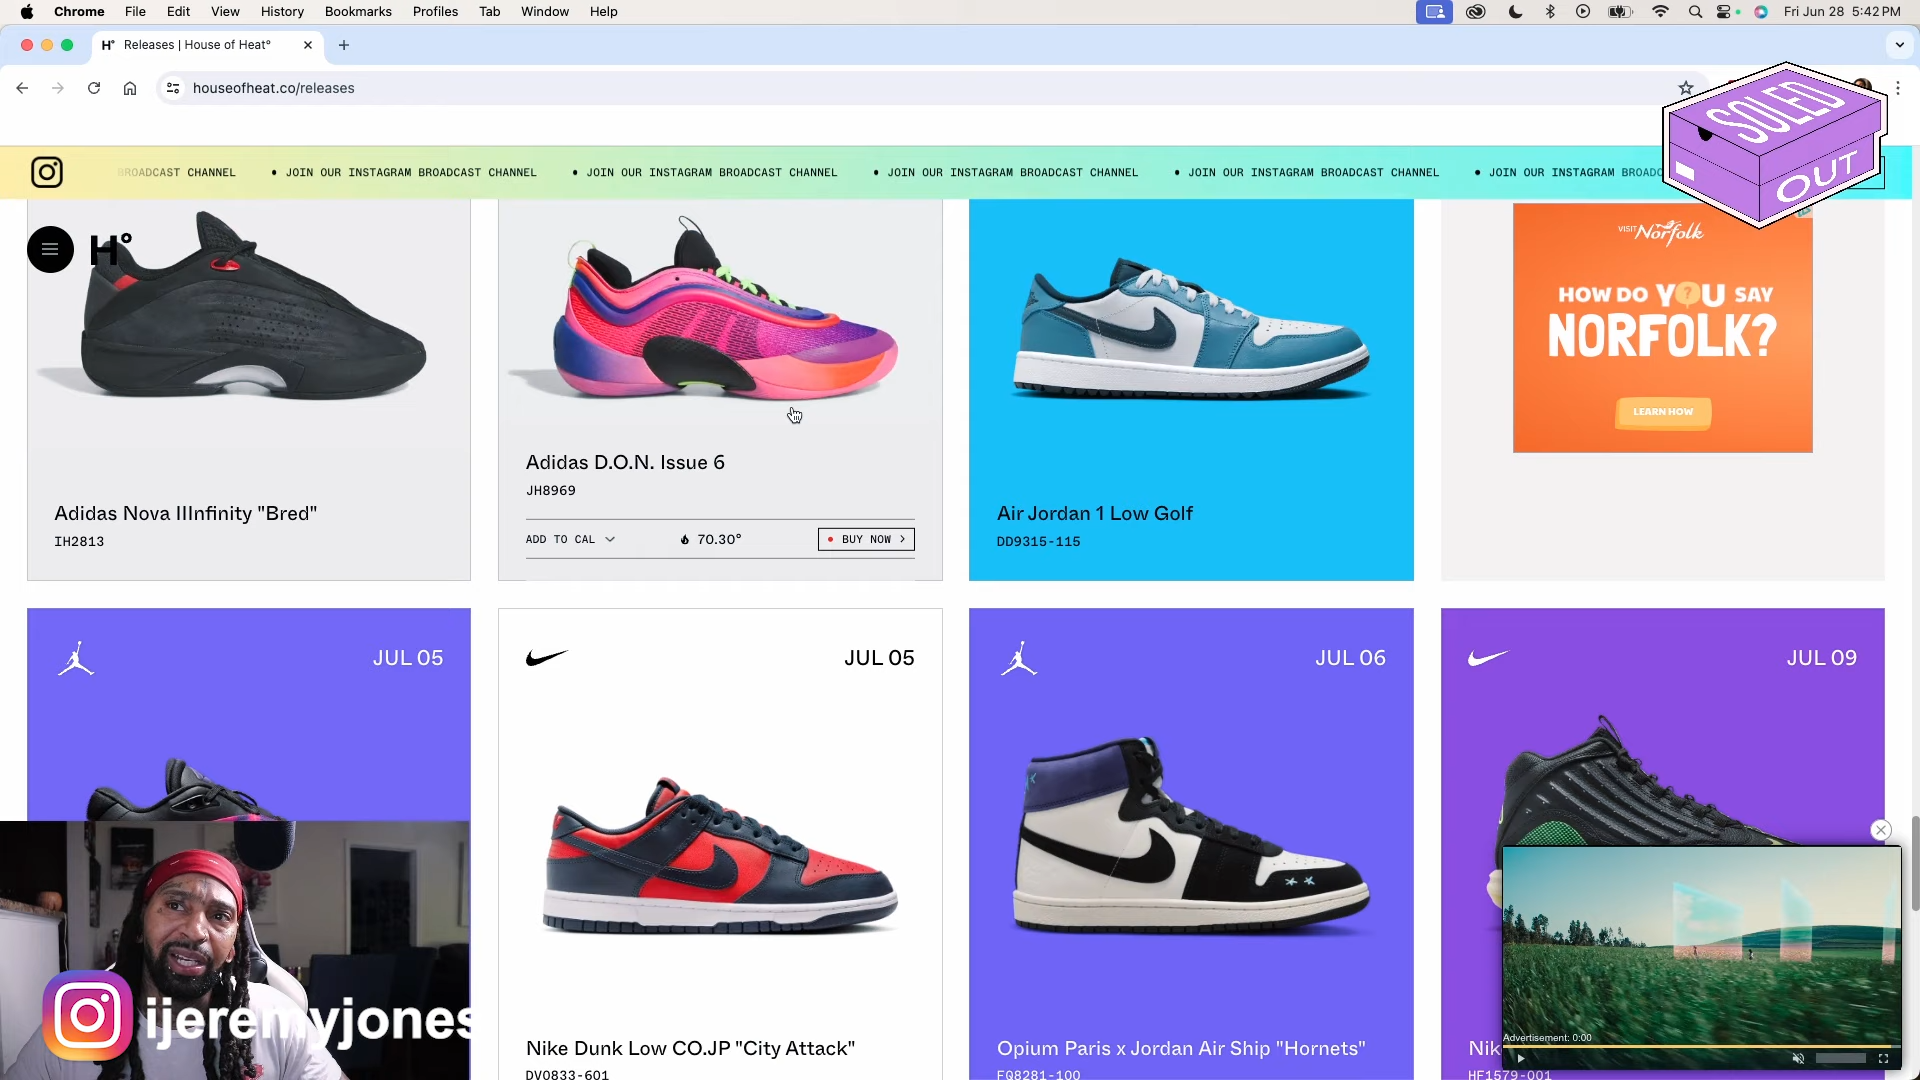 Chrome File Edit View History Bookmarks Profiles Tab Window Help Fri Jun 28 5:42 PM
H° Releases | House of Heat°
houseofheat.co/releases
SOLED
OUT
BROADCAST CHANNEL • JOIN OUR INSTAGRAM BROADCAST CHANNEL • JOIN OUR INSTAGRAM BROADCAST CHANNEL • JOIN OUR INSTAGRAM BROADCAST CHANNEL • JOIN OUR INSTAGRAM BROADCAST CHANNEL • JOIN OUR INSTAGRAM BROADC
H°
VISIT Norfolk
HOW DO YOU SAY
NORFOLK?
LEARN HOW
Adidas Nova IIInfinity "Bred"
IH2813
Adidas D.O.N. Issue 6
JH8969
ADD TO CAL 70.30° • BUY NOW >
Air Jordan 1 Low Golf
DD9315-115
JUL 05
JUL 05
JUL 06
JUL 09
ijeremyjones
Nike Dunk Low CO.JP "City Attack"
DV0833-601
Opium Paris x Jordan Air Ship "Hornets"
FQ8281-100
Nik
HF1579-001
Advertisement: 0:00